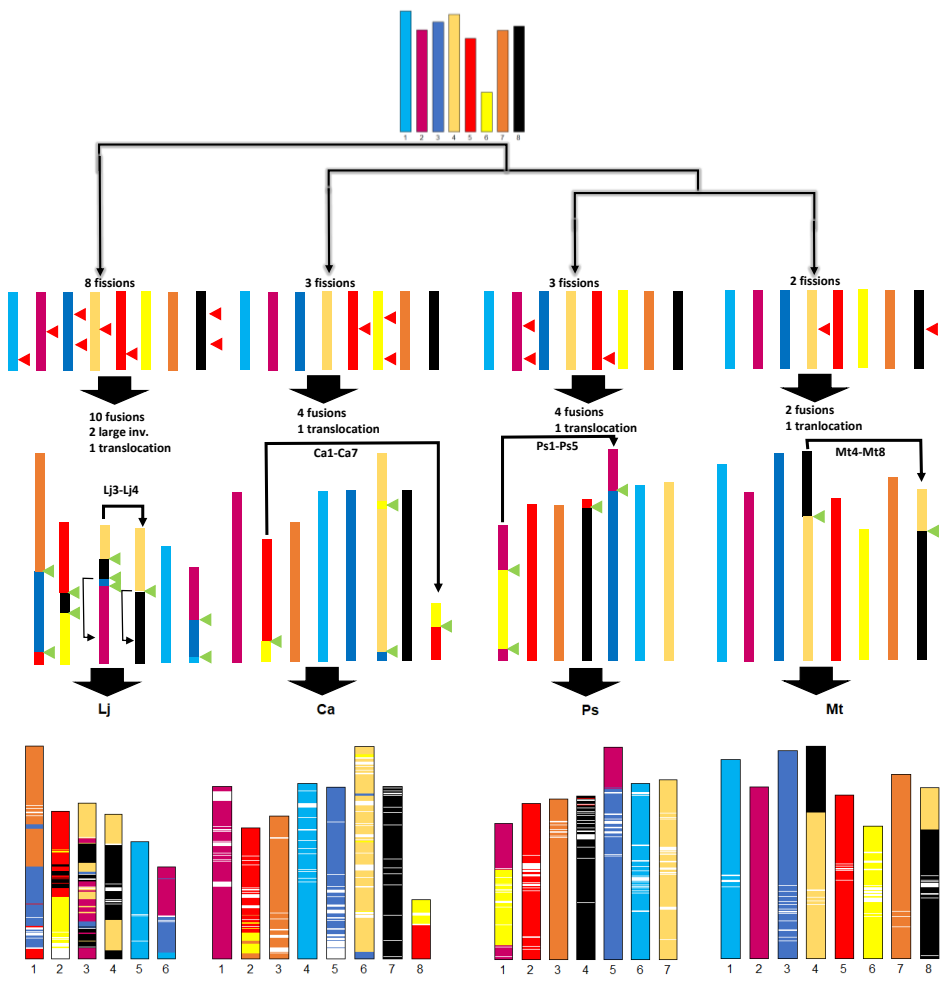 1 2 3 4 5 6 7 8
8 fissions
3 fissions
3 fissions
2 fissions
10 fusions
2 large inv.
1 translocation
4 fusions
1 translocation
4 fusions
1 translocation
2 fusions
1 tranlocation
Lj3-Lj4
Ca1-Ca7
Ps1-Ps5
Mt4-Mt8
Lj
Ca
Ps
Mt
1 2 3 4 5 6
1 2 3 4 5 6 7 8
1 2 3 4 5 6 7
1 2 3 4 5 6 7 8